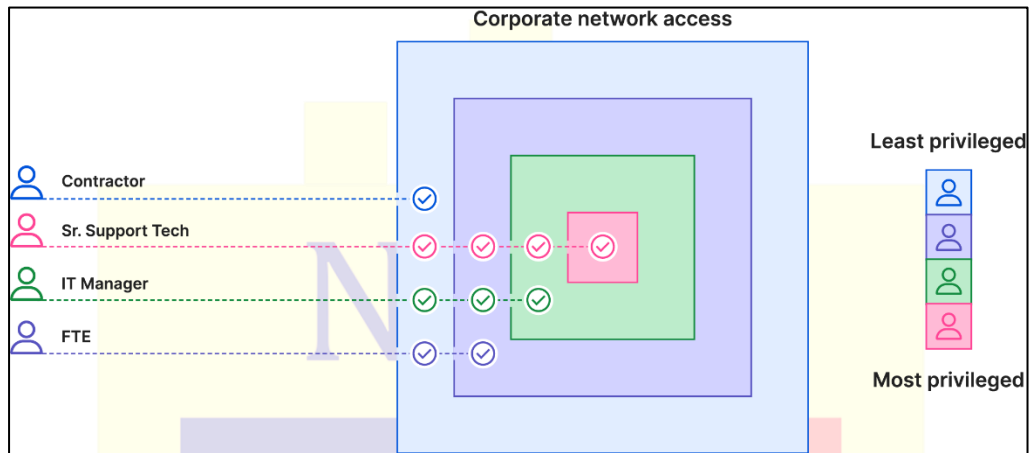 Corporate network access
Least privileged
Contractor
Sr. Support Tech
N
IT Manager
FTE
Most privileged